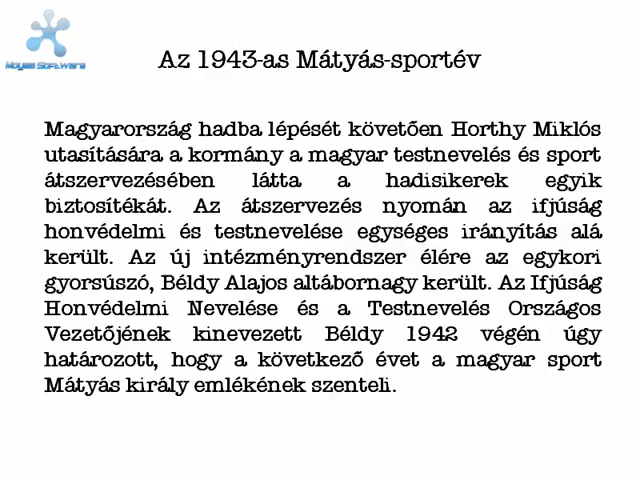 Moyas Software
Az 1943-as Mátyás-sportév
Magyarország hadba lépését követően Horthy Miklós
utasítására a kormány a magyar testnevelés és sport
átszervezésében látta a hadisikerek egyik
biztosítékát. Az átszervezés nyomán az ifjúság
honvédelmi és testnevelése egységes irányítás alá
került. Az új intézményrendszer élére az egykori
gyorsúszó, Béldy Alajos altábornagy került. Az Ifjúság
Honvédelmi Nevelése és a Testnevelés Országos
Vezetőjének kinevezett Béldy 1942 végén úgy
határozott, hogy a következő évet a magyar sport
Mátyás király emlékének szenteli.